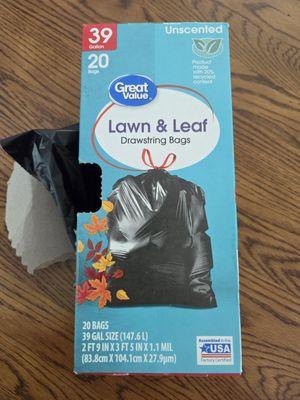 39
Gallon
20
Bags
Unscented
Product
made
with 20%
recycled
content
Great
Value
Lawn & Leaf
Drawstring Bags
20 BAGS
39 GAL SIZE (147.6 L)
2 FT 9 IN X 3 FT 5 IN X 1.1 MIL
(83.8cm X 104.1cm X 27.9µm)
Assembled in the
USA
Factory Certified